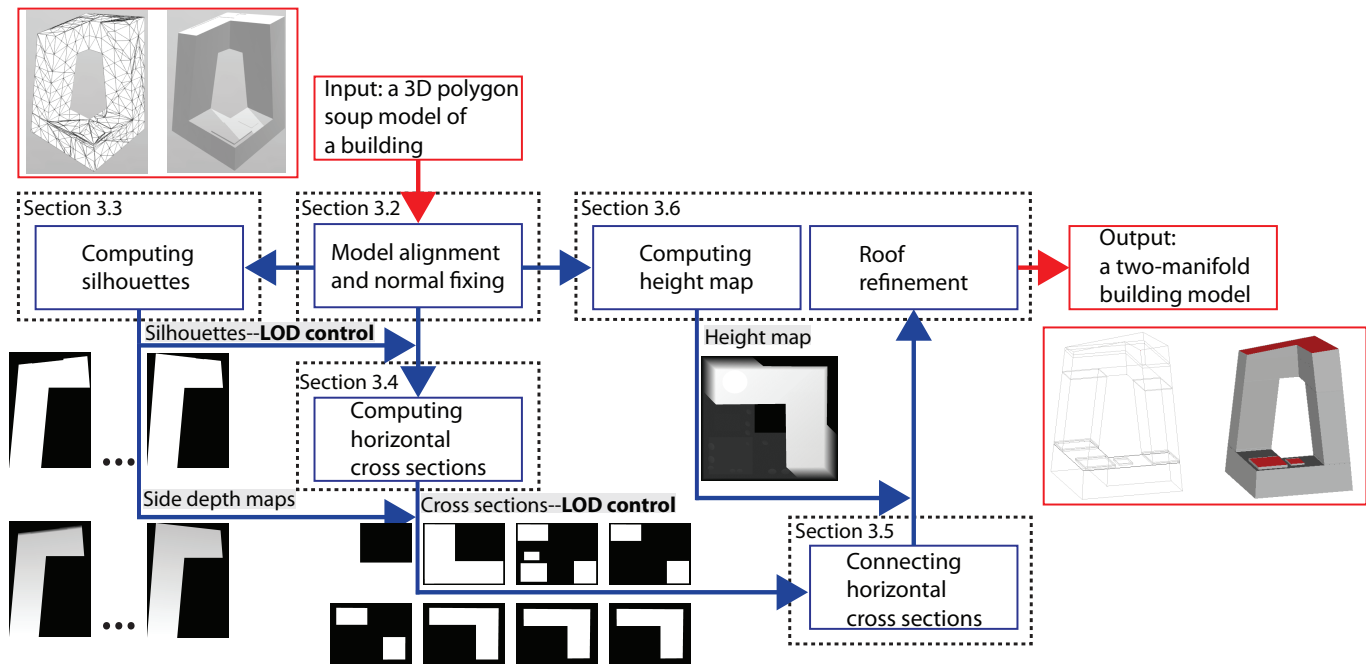 Input: a 3D polygon
soup model of
a building
Section 3.3
Computing
silhouettes
Section 3.2
Model alignment
and normal fixing
Section 3.6
Computing
height map
Roof
refinement
Output:
a two-manifold
building model
Silhouettes--LOD control
Height map
Section 3.4
Computing
horizontal
cross sections
...
Side depth maps
Cross sections--LOD control
Section 3.5
Connecting
horizontal
cross sections
...